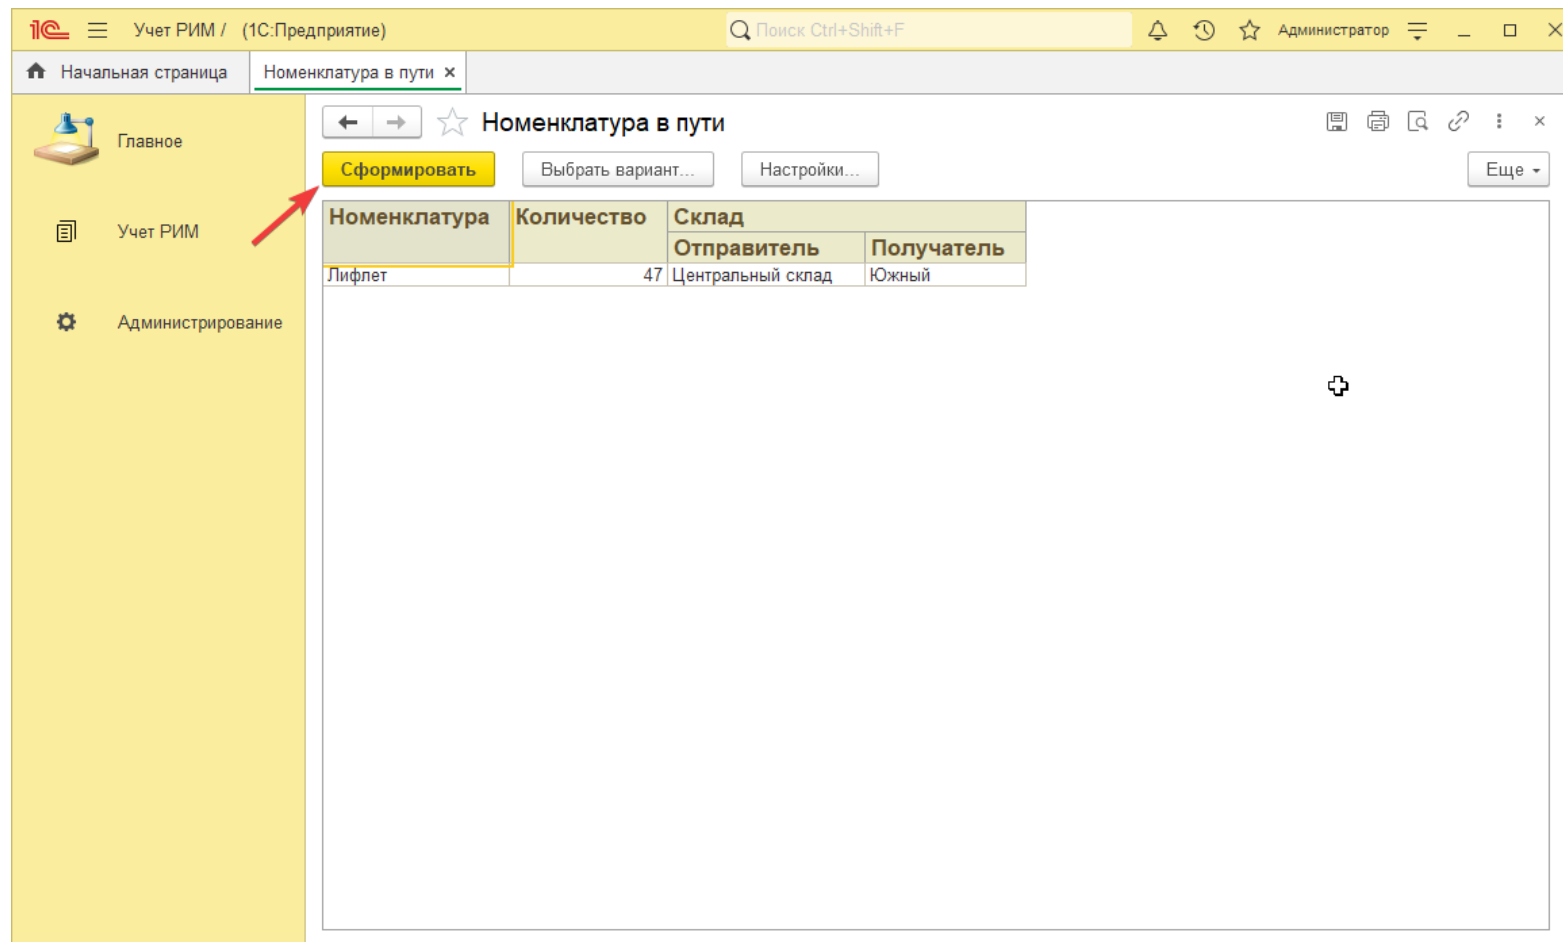 1С Учет РИМ / (1С:Предприятие) Поиск Ctrl+Shift+F Администратор
Начальная страница Номенклатура в пути
Главное
Учет РИМ
Администрирование
Номенклатура в пути
Сформировать Выбрать вариант... Настройки... Еще
Номенклатура Количество Склад
Отправитель Получатель
Лифлет 47 Центральный склад Южный